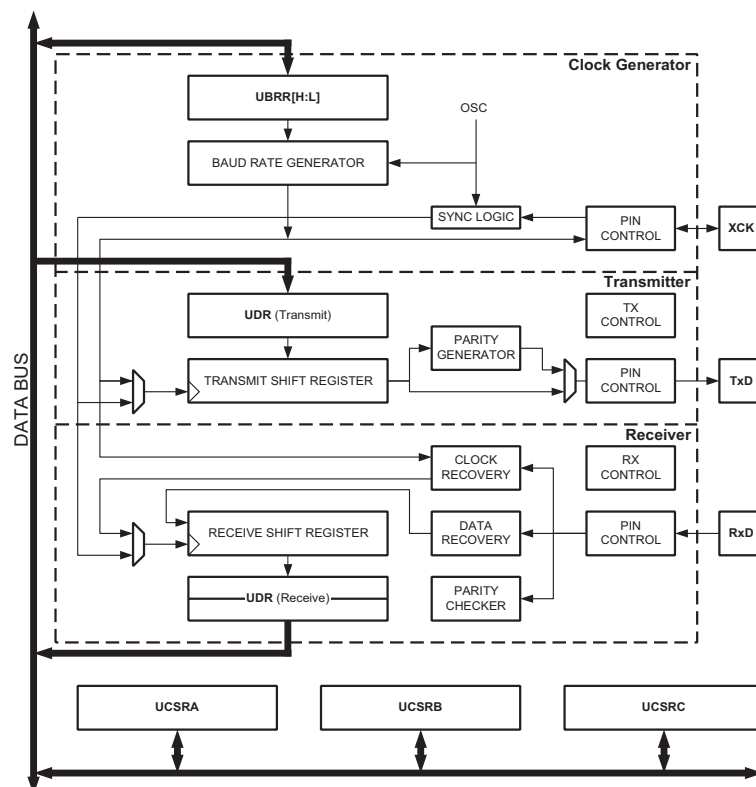 Clock Generator
UBRR[H:L]
OSC
BAUD RATE GENERATOR
SYNC LOGIC
PIN
CONTROL
XCK
Transmitter
UDR (Transmit)
TX
CONTROL
PARITY
GENERATOR
TRANSMIT SHIFT REGISTER
PIN
CONTROL
TxD
DATA BUS
Receiver
CLOCK
RECOVERY
RX
CONTROL
RECEIVE SHIFT REGISTER
DATA
RECOVERY
PIN
CONTROL
RxD
UDR (Receive)
PARITY
CHECKER
UCSRA
UCSRB
UCSRC